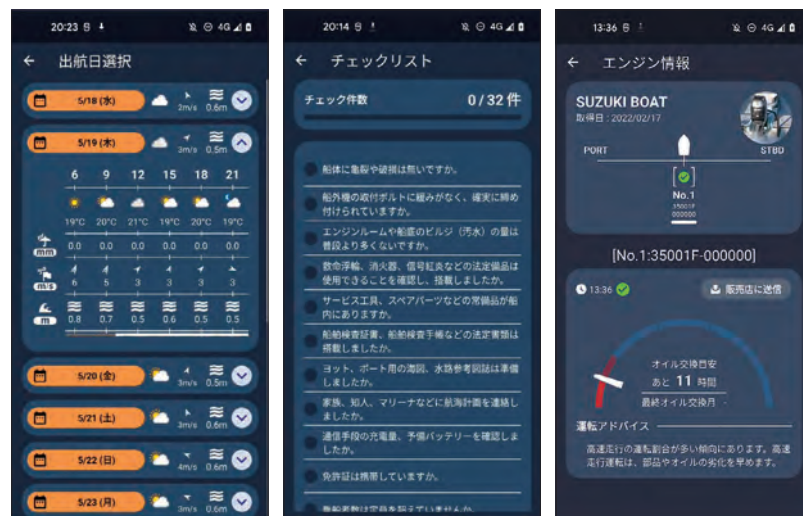 20:23
4G
← 出航日選択
5/18 (水) 2m/s 0.6m
5/19 (木) 3m/s 0.5m
6 9 12 15 18 21
19°C 20°C 21°C 19°C 20°C 19°C
mm 0.0 0.0 0.0 0.0 0.0 0.0
m/s 6 5 3 3 3 3
m 0.8 0.7 0.5 0.6 0.5 0.5
5/20 (金) 3m/s 0.5m
5/21 (土) 3m/s 0.6m
5/22 (日) 4m/s 0.6m
5/23 (月) 3m/s 0.6m
20:14
4G
← チェックリスト
チェック件数 0/32 件
船体に亀裂や破損は無いですか。
船外機の取付ボルトに緩みがなく、確実に締め
付けられていますか。
エンジンルームや船底のビルジ（汚水）の量は
普段より多くないですか。
救命浮輪、消火器、信号紅炎などの法定備品は
使用できることを確認し、搭載しましたか。
サービス工具、スペアパーツなどの常備品が船
内にありますか。
船舶検査証書、船舶検査手帳などの法定書類は
搭載しましたか。
ヨット、ボート用の海図、水路参考図誌は準備
しましたか。
家族、知人、マリーナなどに航海計画を連絡し
ましたか。
通信手段の充電量、予備バッテリーを確認しま
したか。
免許証は携帯していますか。
乗船者数は定員を超えていませんか。
13:36
4G
← エンジン情報
SUZUKI BOAT
取得日 : 2022/02/17
PORT STBD
No.1
35001F
000000
[No.1:35001F-000000]
13:36 販売店に送信
オイル交換目安
あと 11 時間
最終オイル交換月 -
運転アドバイス
高速走行の運転割合が多い傾向にあります。高速
走行運転は、部品やオイルの劣化を早めます。